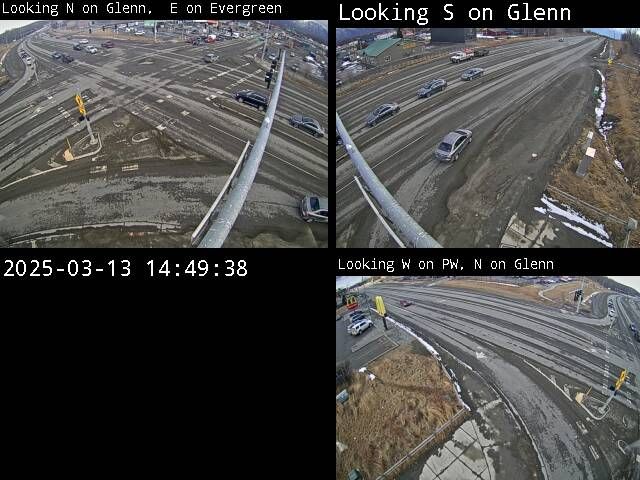 Looking N on Glenn, E on Evergreen
Looking S on Glenn
2025-03-13 14:49:38
Looking W on PW, N on Glenn